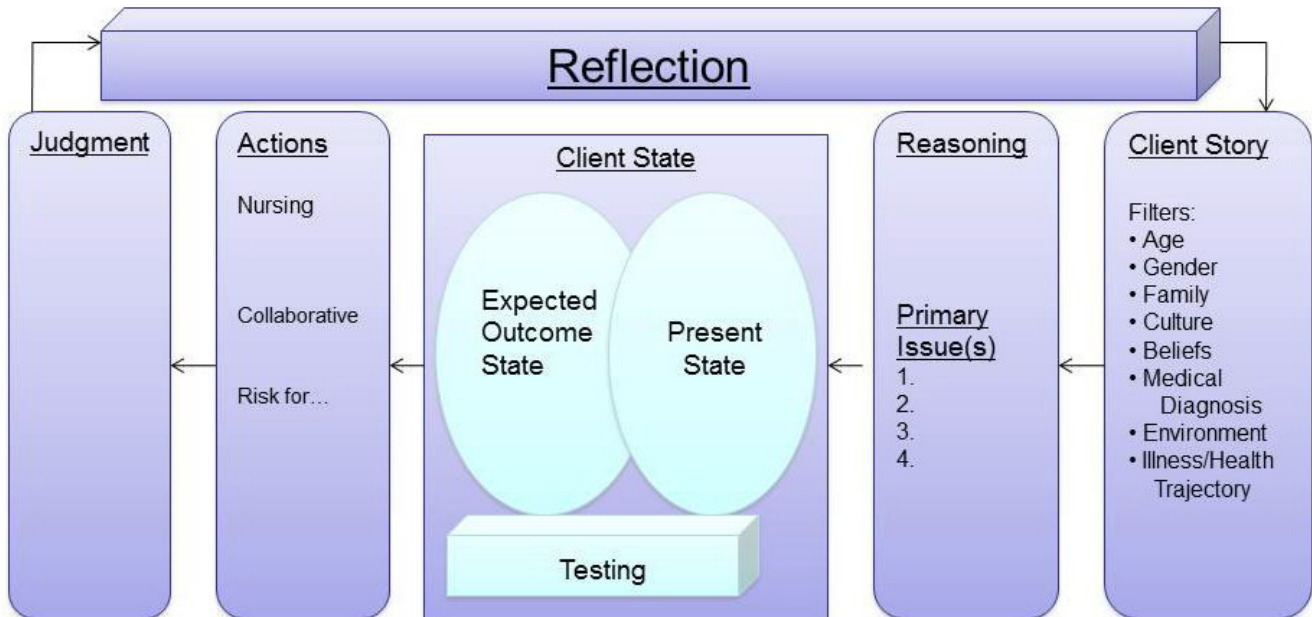 Reflection
Judgment
Actions
Nursing
Collaborative
Risk for…
Client State
Expected
Outcome
State
Present
State
Testing
Reasoning
Primary
Issue(s)
1.
2.
3.
4.
Client Story
Filters:
• Age
• Gender
• Family
• Culture
• Beliefs
• Medical
Diagnosis
• Environment
• Illness/Health
Trajectory